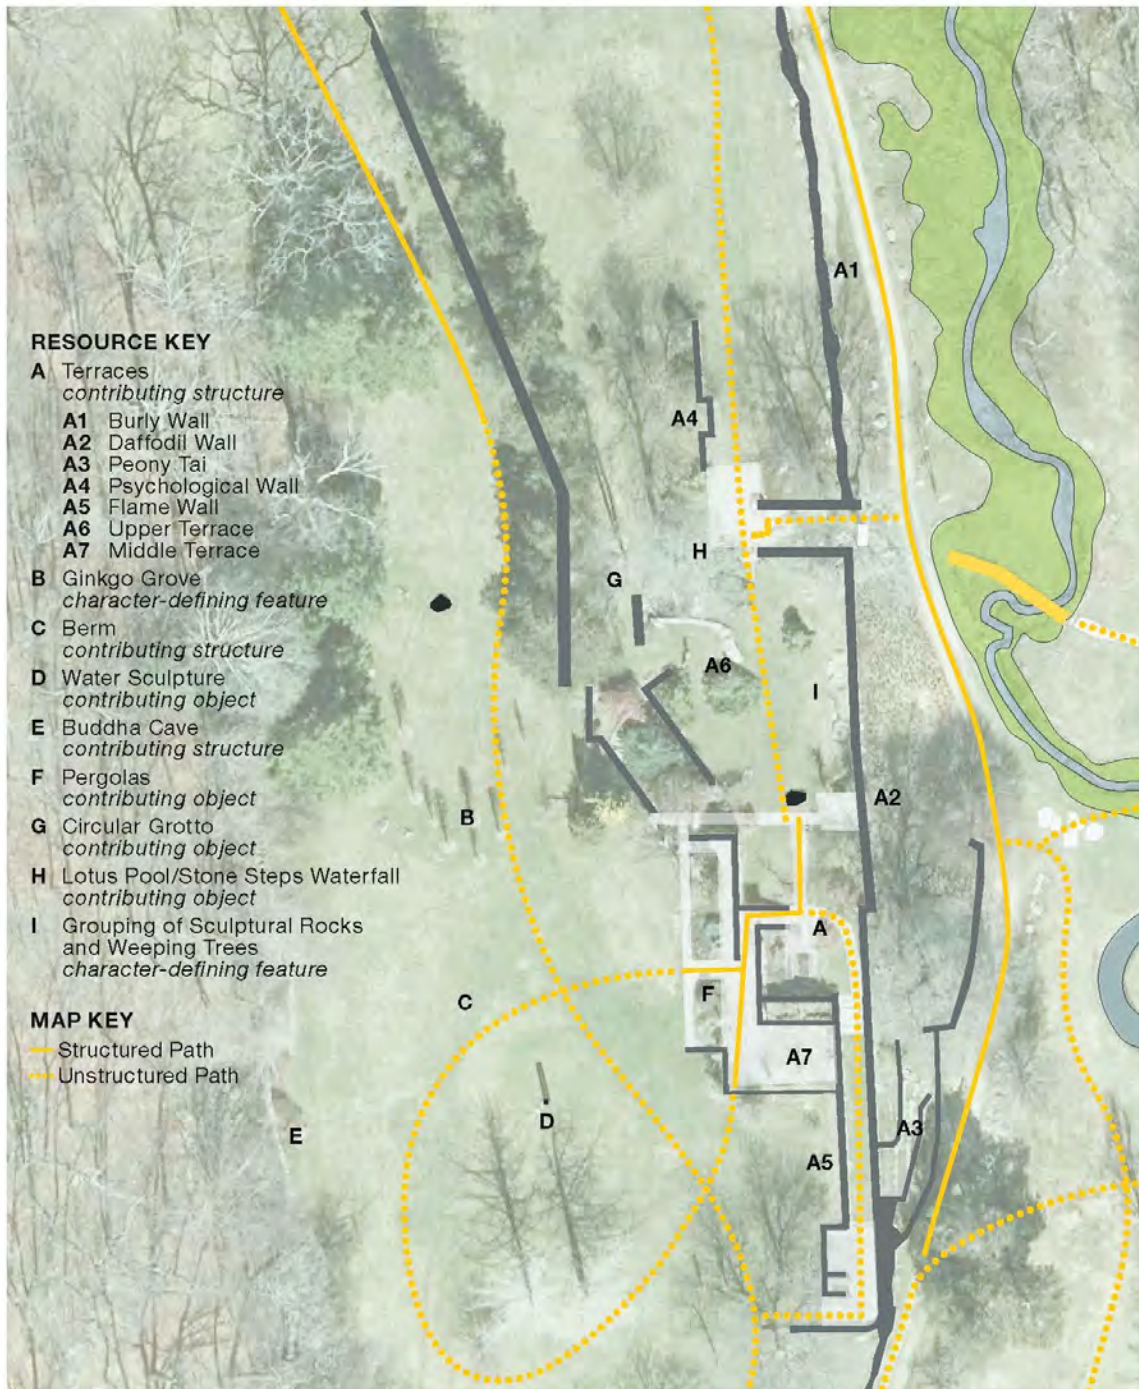 RESOURCE KEY
A Terraces
contributing structure
A1 Burly Wall
A2 Daffodil Wall
A3 Peony Tai
A4 Psychological Wall
A5 Flame Wall
A6 Upper Terrace
A7 Middle Terrace
B Ginkgo Grove
character-defining feature
C Berm
contributing structure
D Water Sculpture
contributing object
E Buddha Cave
contributing structure
F Pergolas
contributing object
G Circular Grotto
contributing object
H Lotus Pool/Stone Steps Waterfall
contributing object
I Grouping of Sculptural Rocks
and Weeping Trees
character-defining feature
MAP KEY
Structured Path
Unstructured Path
A1
A4
H
G
A6
I
A2
B
A
F
C
A7
D
E
A3
A5